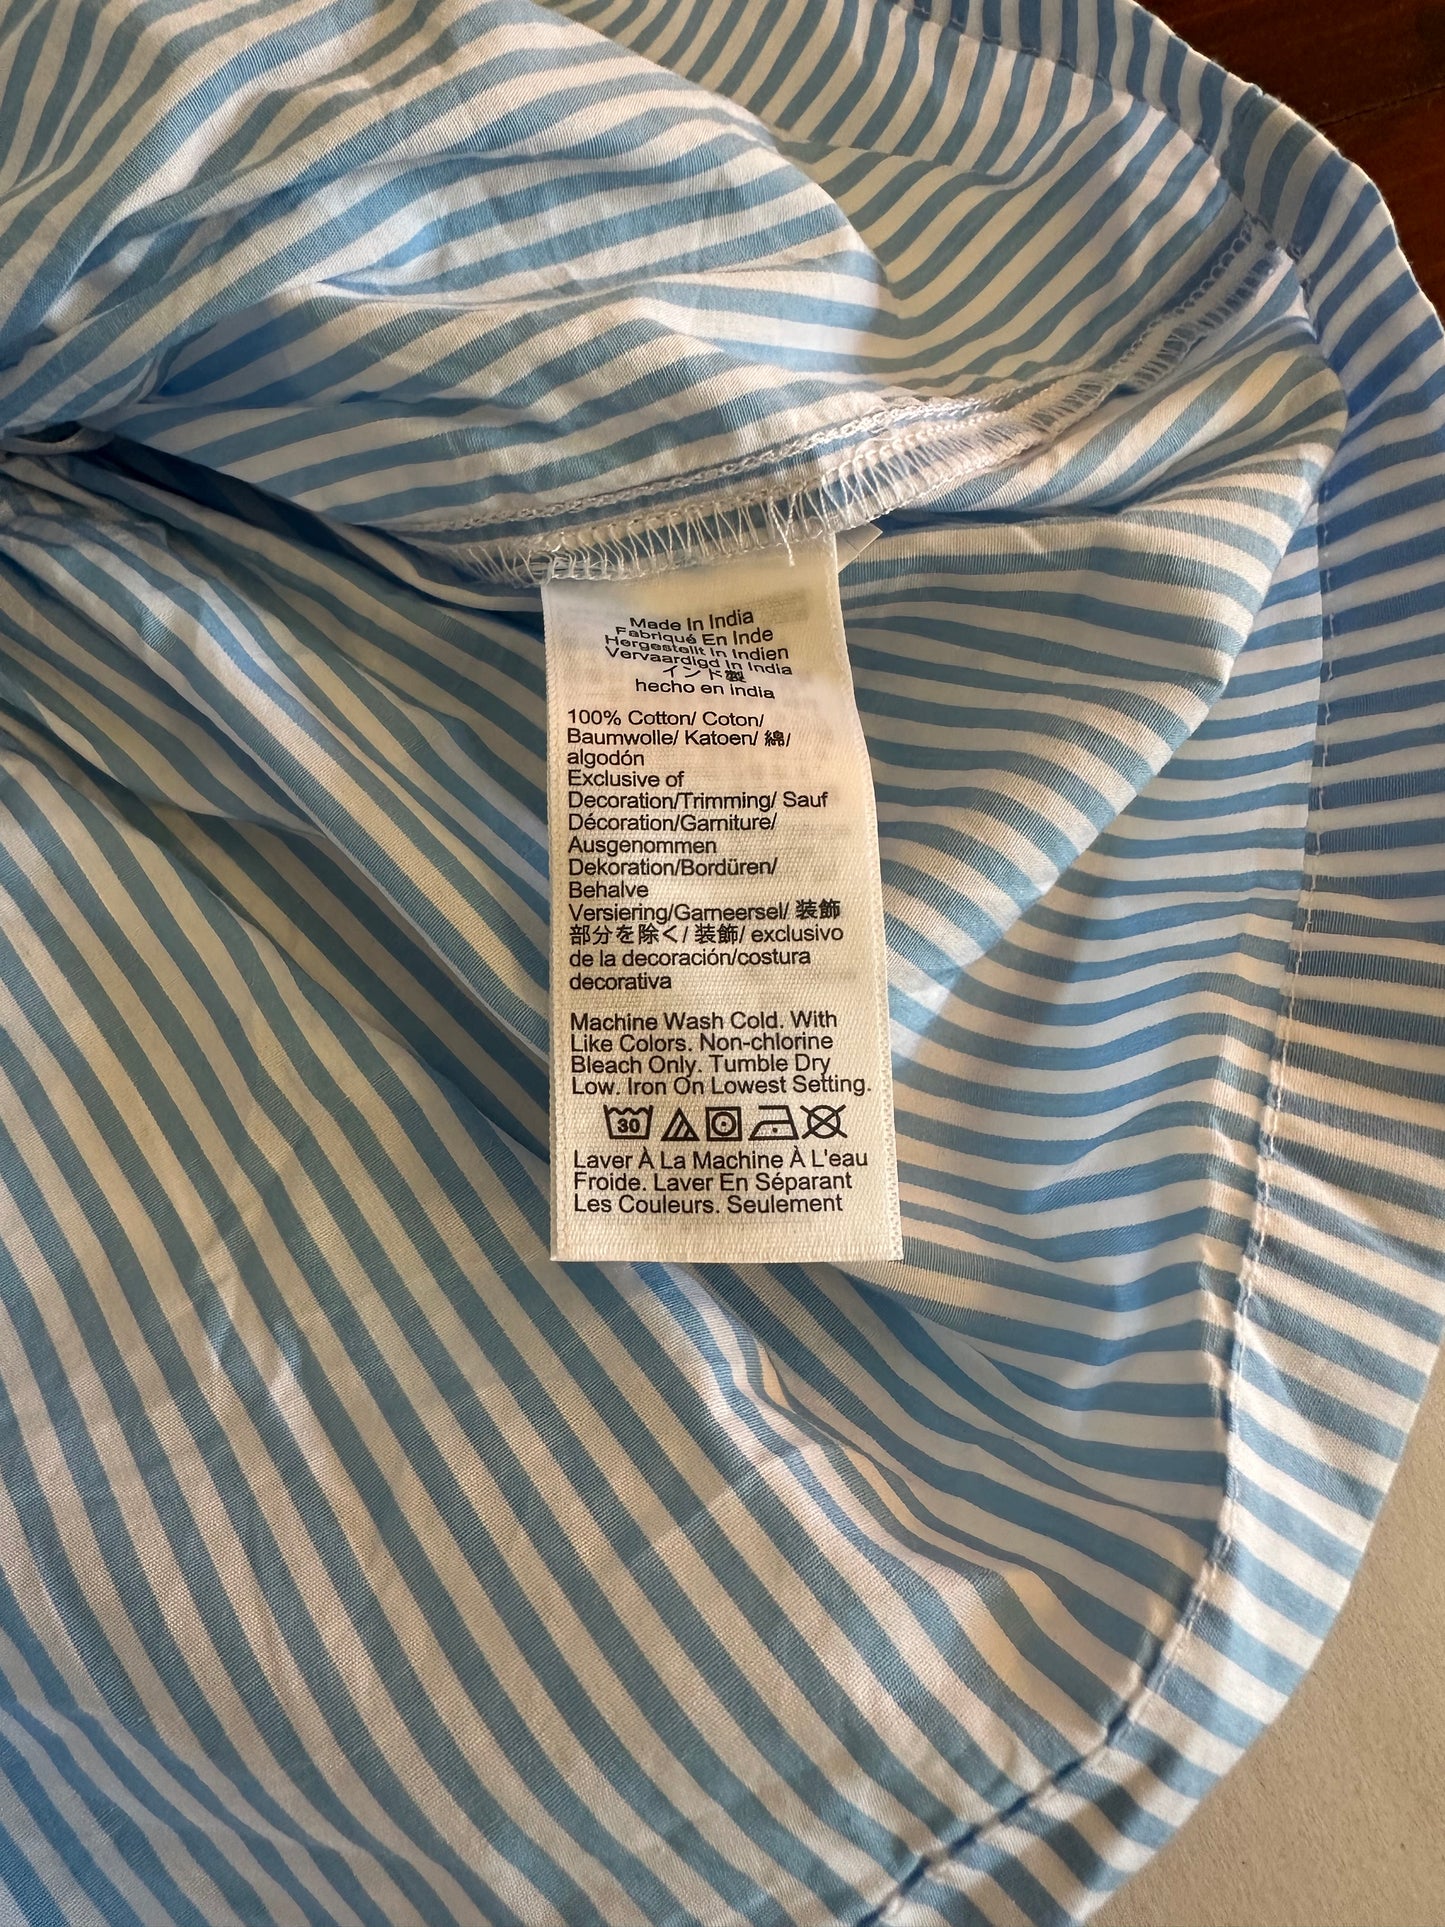 Made In India
Fabriqué En Inde
Hergestellt In Indien
Vervaardigd In India
インド製
hecho en India
100% Cotton/ Coton/
Baumwolle/ Katoen/ 綿/
algodón
Exclusive of
Decoration/Trimming/ Sauf
Décoration/Garniture/
Ausgenommen
Dekoration/Bordüren/
Behalve
Versiering/Garneersel/ 装飾
部分を除く/ 装飾/ exclusivo
de la decoración/costura
decorativa
Machine Wash Cold. With
Like Colors. Non-chlorine
Bleach Only. Tumble Dry
Low. Iron On Lowest Setting.
30
Laver À La Machine À L'eau
Froide. Laver En Séparant
Les Couleurs. Seulement